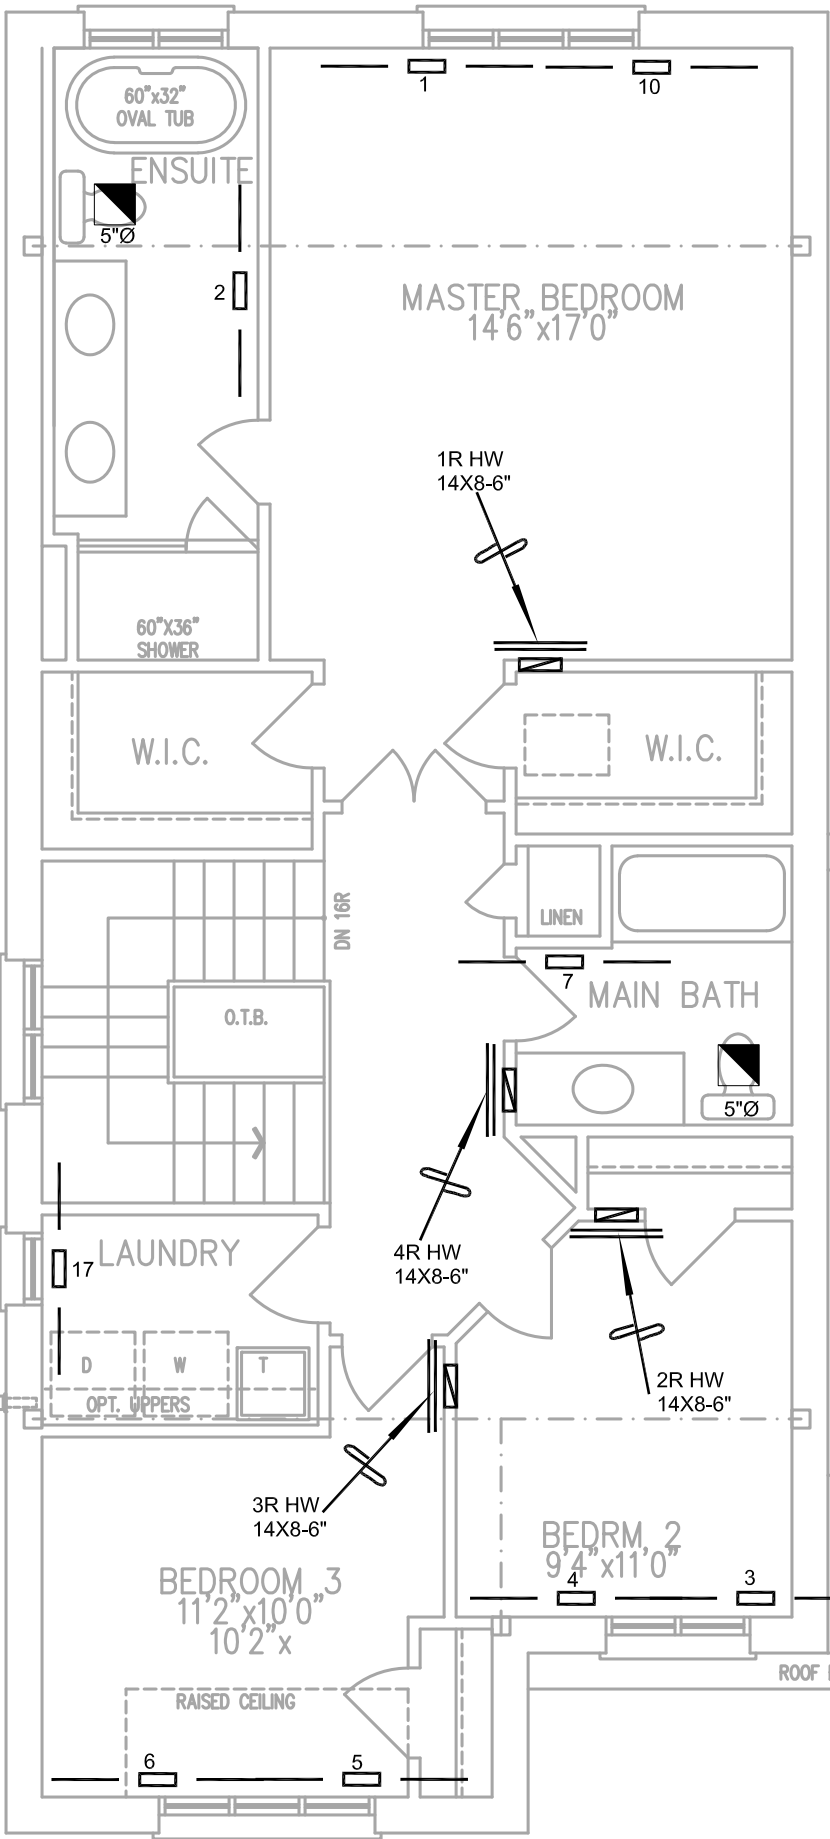 1
10
60"x32"
OVAL TUB
ENSUITE
5"Ø
2
MASTER BEDROOM
14'6"x17'0"
1R HW
14X8-6"
60"X36"
SHOWER
W.I.C.
W.I.C.
DN 16R
LINEN
7
MAIN BATH
O.T.B.
5"Ø
4R HW
14X8-6"
LAUNDRY
17
D
W
T
OPT. UPPERS
2R HW
14X8-6"
3R HW
14X8-6"
BEDRM. 2
9'4"x11'0"
4
3
BEDROOM 3
11'2"x10'0"
10'2"x
ROOF
RAISED CEILING
6
5